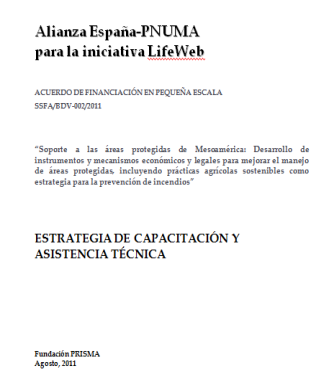 Alianza España-PNUMA
para la iniciativa LifeWeb
ACUERDO DE FINANCIACIÓN EN PEQUEÑA ESCALA
SSFA/BDV-002/2011
“Soporte a las áreas protegidas de Mesoamérica: Desarrollo de
instrumentos y mecanismos económicos y legales para mejorar el manejo
de áreas protegidas, incluyendo prácticas agrícolas sostenibles como
estrategia para la prevención de incendios”
ESTRATEGIA DE CAPACITACIÓN Y
ASISTENCIA TÉCNICA
Fundación PRISMA
Agosto, 2011